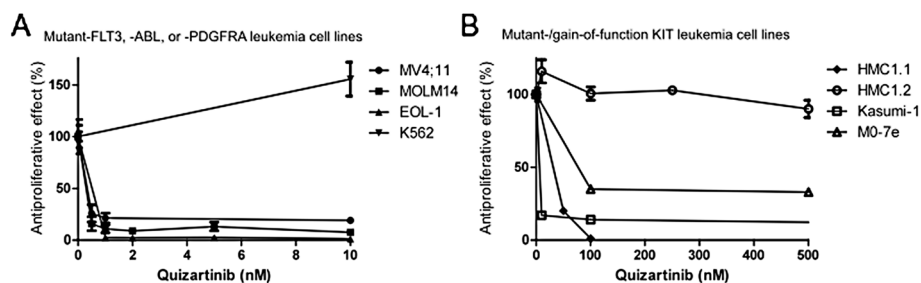 A
Mutant-FLT3, -ABL, or -PDGFRA leukemia cell lines
Antiproliferative effect (%)
150
100
50
0
0 2 4 6 8 10
Quizartinib (nM)
MV4;11
MOLM14
EOL-1
K562
B
Mutant-/gain-of-function KIT leukemia cell lines
Antiproliferative effect (%)
100
50
0
0 100 200 300 400 500
Quizartinib (nM)
HMC1.1
HMC1.2
Kasumi-1
M0-7e